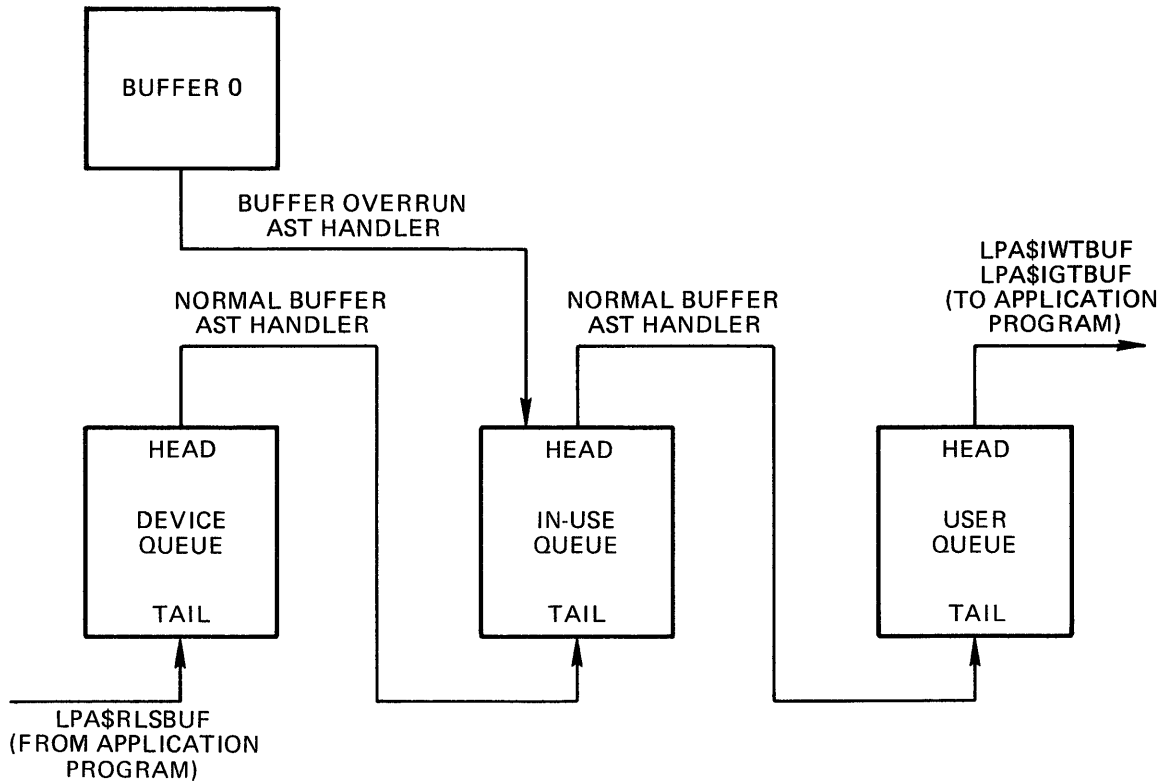 BUFFER 0
BUFFER OVERRUN
AST HANDLER
LPA$IWTBUF
LPA$IGTBUF
(TO APPLICATION
PROGRAM)
NORMAL BUFFER
AST HANDLER
NORMAL BUFFER
AST HANDLER
HEAD
DEVICE
QUEUE
TAIL
HEAD
IN-USE
QUEUE
TAIL
HEAD
USER
QUEUE
TAIL
LPA$RLSBUF
(FROM APPLICATION
PROGRAM)